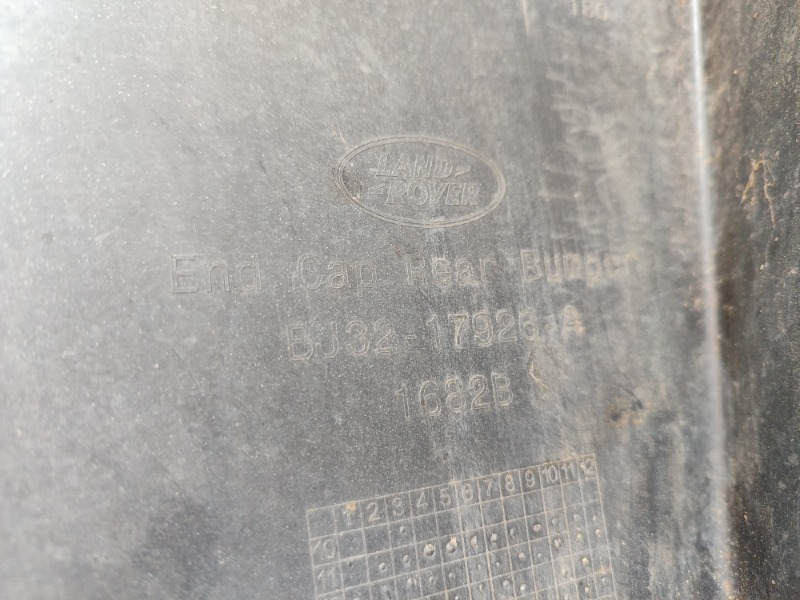 LAND
ROVER
End Cap Rear Bumper
BJ32-17926-A
1682B
1 2 3 4 5 6 7 8 9 10 11 12
10
11